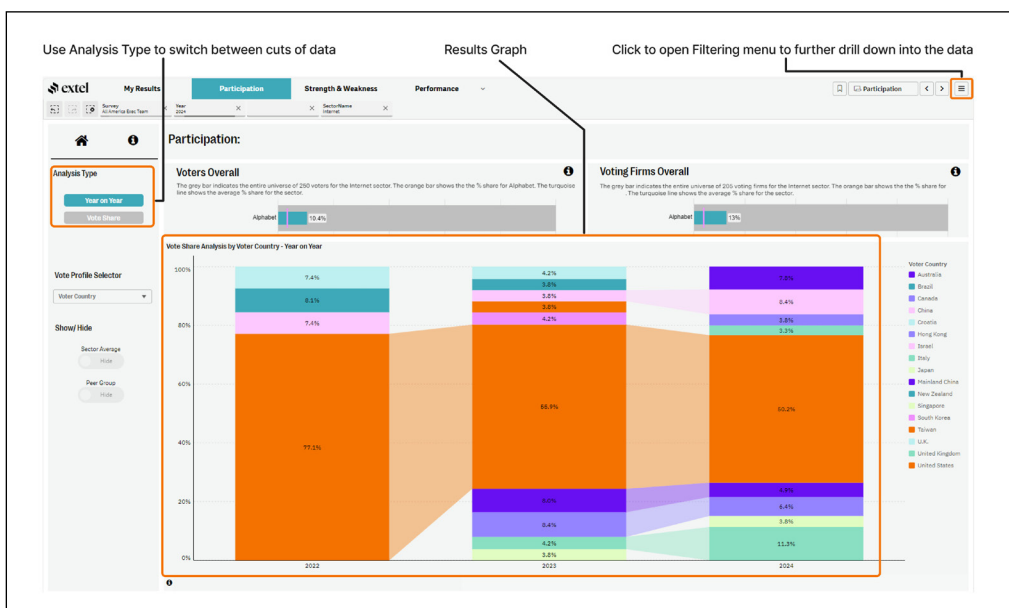 Use Analysis Type to switch between cuts of data
Results Graph
Click to open Filtering menu to further drill down into the data
extel
My Results
Participation
Strength & Weakness
Performance
Participation
Survey
All America Exec Team
Year
2024
SectorName
Internet
Participation:
Analysis Type
Year on Year
Vote Share
Voters Overall
The grey bar indicates the entire universe of 250 voters for the Internet sector. The orange bar shows the the % share for Alphabet. The turquoise
line shows the average % share for the sector.
Alphabet
10.4%
Voting Firms Overall
The grey bar indicates the entire universe of 205 voting firms for the Internet sector. The orange bar shows the the % share for
. The turquoise line shows the average % share for the sector.
Alphabet
13%
Vote Profile Selector
Voter Country
Show/ Hide
Sector Average
Hide
Peer Group
Hide
Vote Share Analysis by Voter Country - Year on Year
100%
80%
60%
40%
20%
0%
7.4%
8.1%
7.4%
77.1%
4.2%
3.8%
3.8%
3.8%
4.2%
55.9%
8.4%
4.2%
3.8%
8.4%
3.8%
3.3%
50.2%
4.9%
6.4%
3.8%
11.3%
2022
2023
2024
Voter Country
Australia
Brazil
Canada
China
Croatia
Hong Kong
Israel
Italy
Japan
Mainland China
New Zealand
Singapore
South Korea
Taiwan
U.K.
United Kingdom
United States